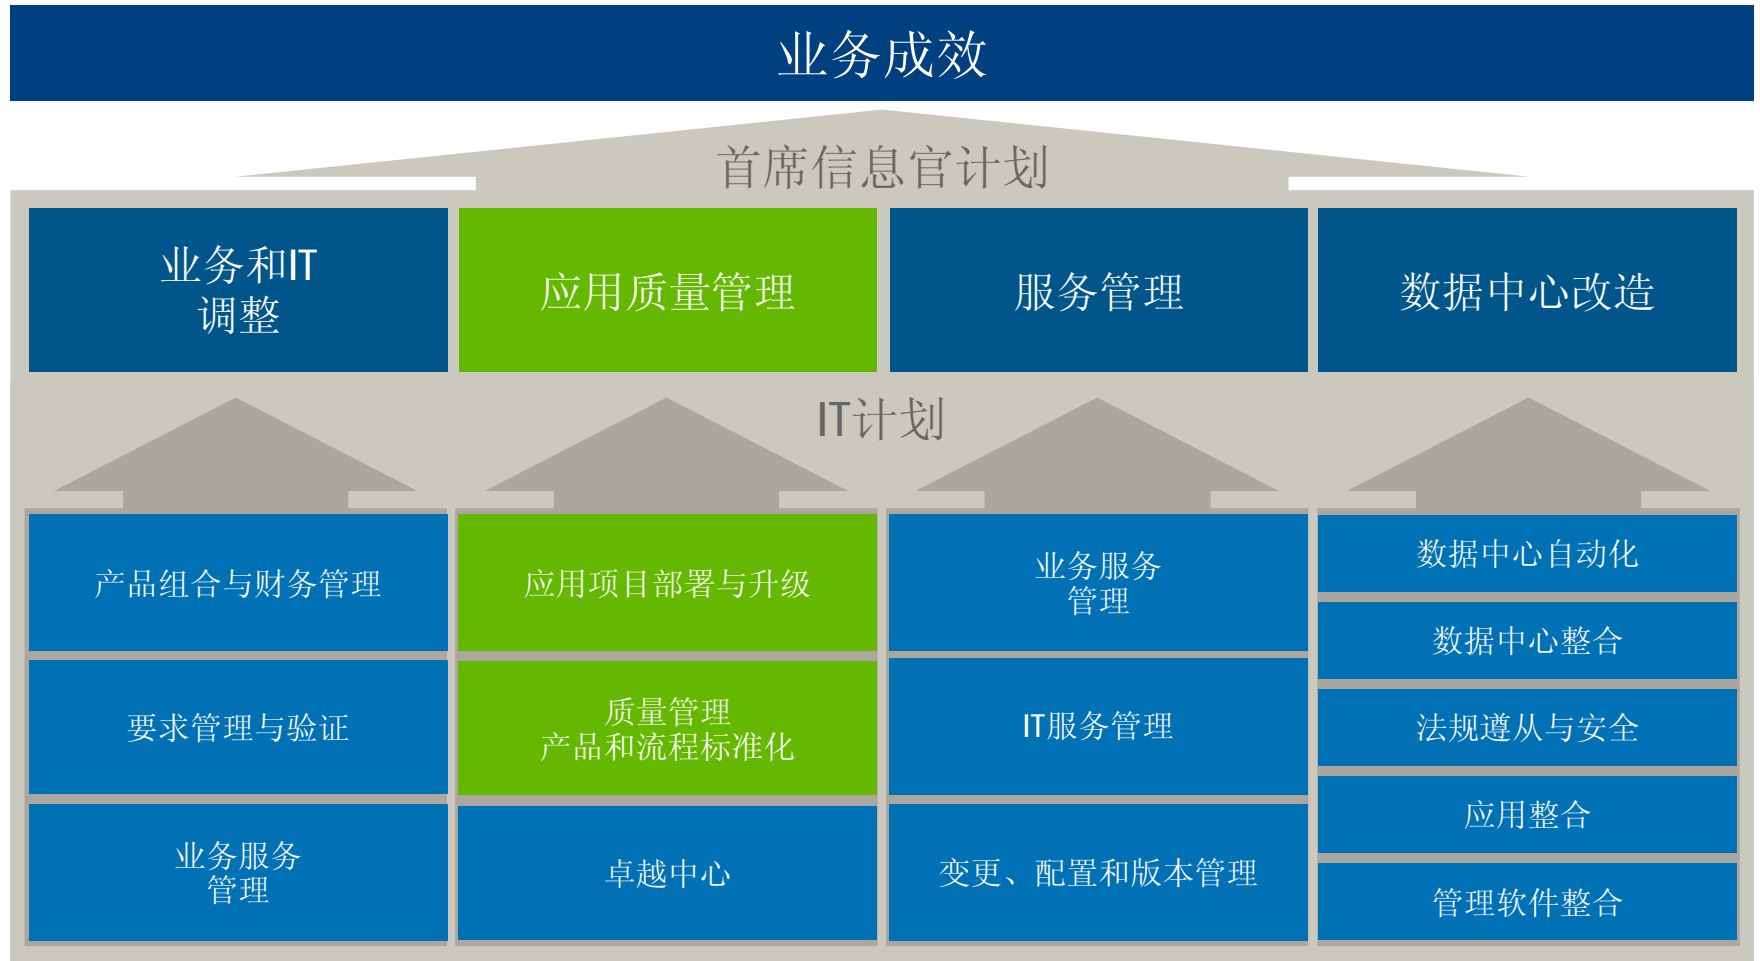 业务成效
首席信息官计划
业务和IT
调整
应用质量管理
服务管理
数据中心改造
IT计划
产品组合与财务管理
要求管理与验证
业务服务
管理
应用项目部署与升级
质量管理
产品和流程标准化
卓越中心
业务服务
管理
IT服务管理
变更、配置和版本管理
数据中心自动化
数据中心整合
法规遵从与安全
应用整合
管理软件整合